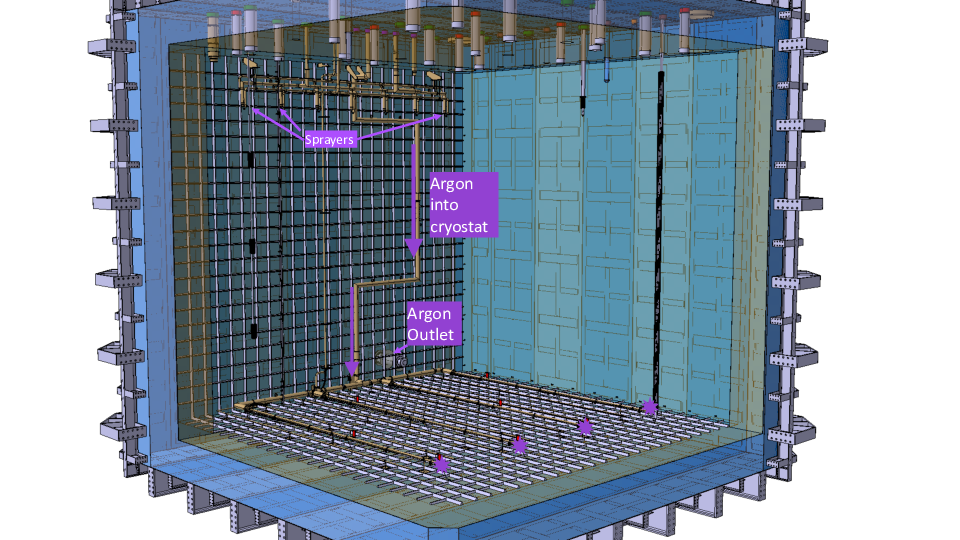 Sprayers
Argon
into
cryostat
Argon
Outlet